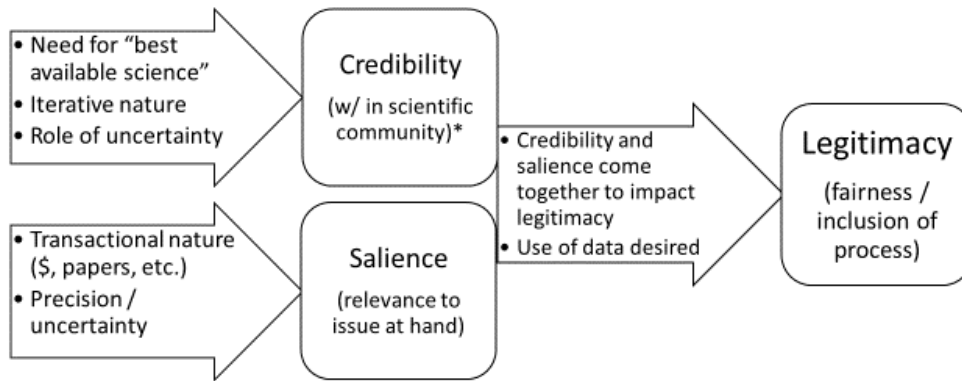 • Need for “best
available science”
• Iterative nature
• Role of uncertainty
Credibility
(w/ in scientific
community)*
• Transactional nature
($, papers, etc.)
• Precision /
uncertainty
Salience
(relevance to
issue at hand)
• Credibility and
salience come
together to impact
legitimacy
• Use of data desired
Legitimacy
(fairness /
inclusion of
process)